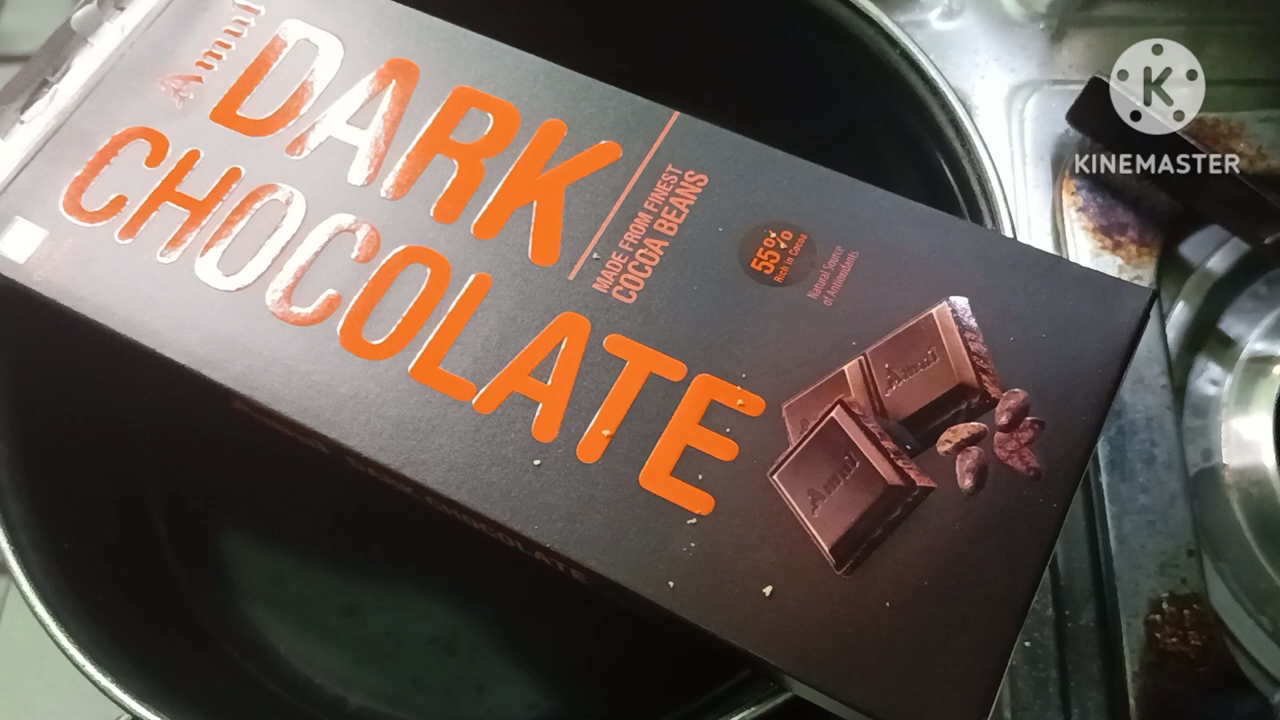 Amul
DARK
CHOCOLATE
MADE FROM FINEST
COCOA BEANS
55%
Rich in Cocoa
Natural Source
of Antioxidants
Amul
Amul
DARK CHOCOLATE
K
KINEMASTER